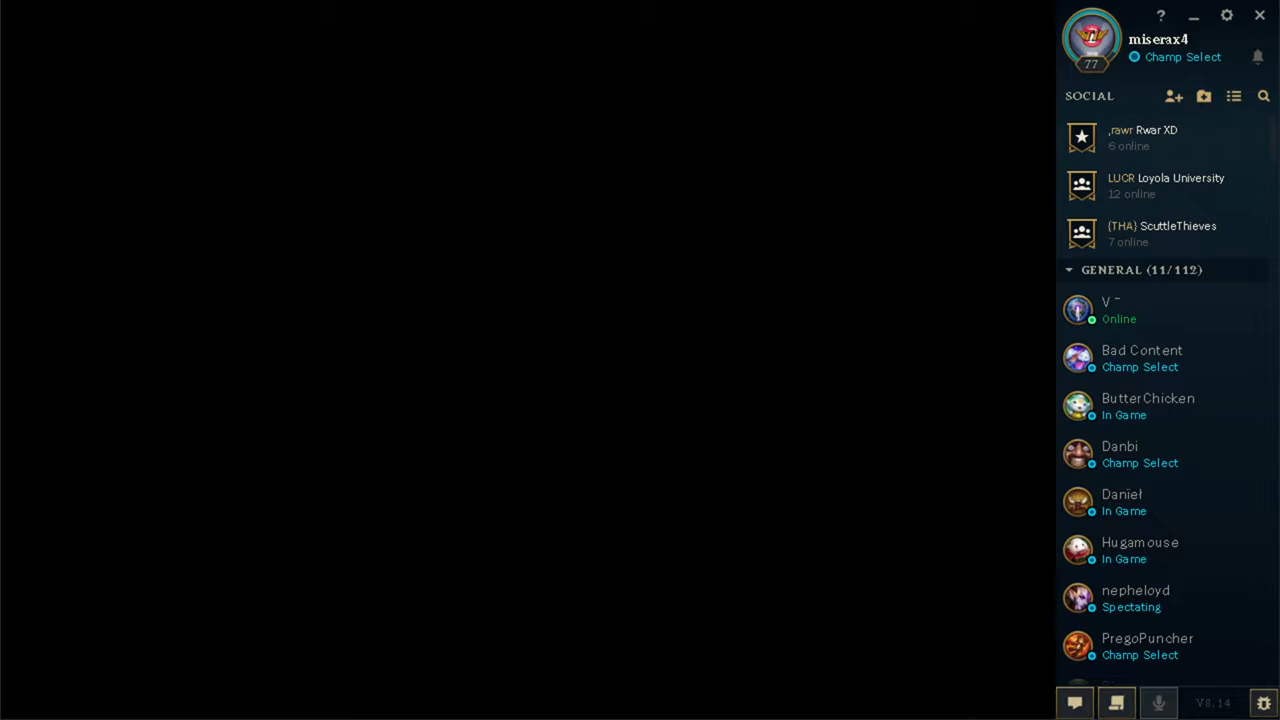 ?
miserax4
77
Champ Select
SOCIAL
,rawr Rwar XD
6 online
LUCR Loyola University
12 online
{THA} ScuttleThieves
7 online
GENERAL (11/112)
V ~
Online
Bad Content
Champ Select
ButterChicken
In Game
Danbi
Champ Select
Danïeł
In Game
Hugamouse
In Game
nepheloyd
Spectating
PregoPuncher
Champ Select
V8.14